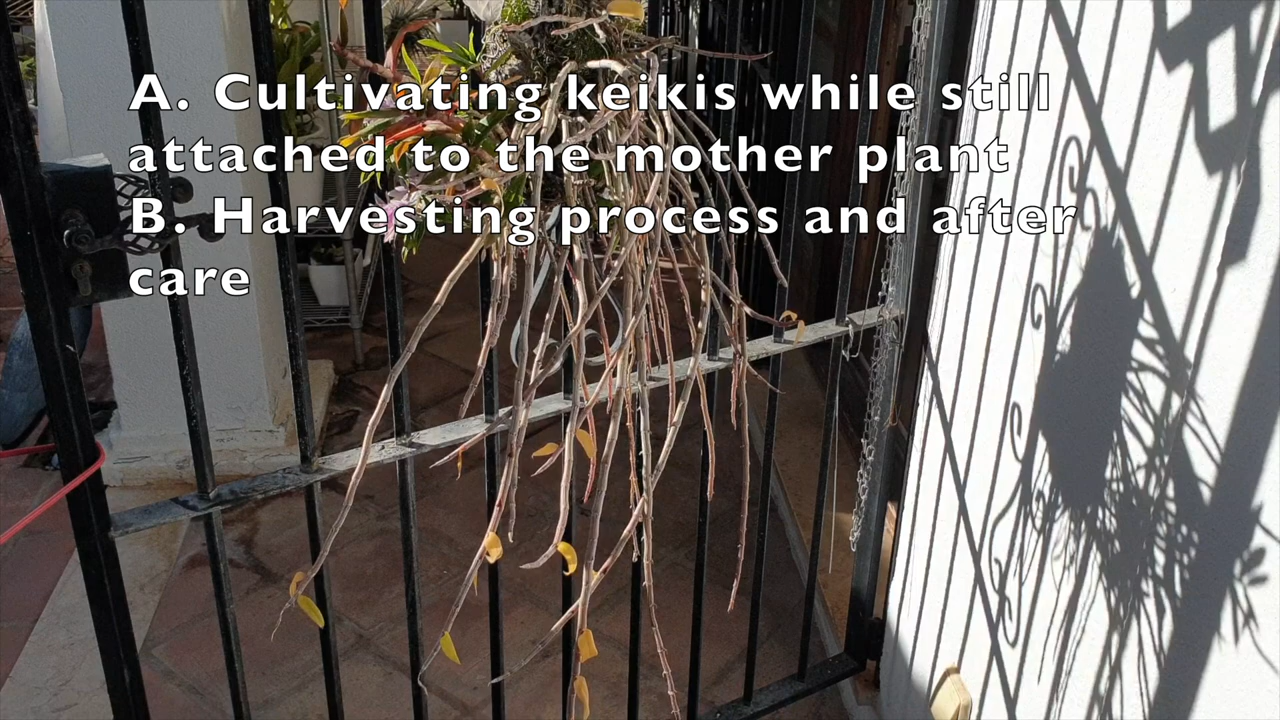 A. Cultivating keikis while still
attached to the mother plant
B. Harvesting process and after
care